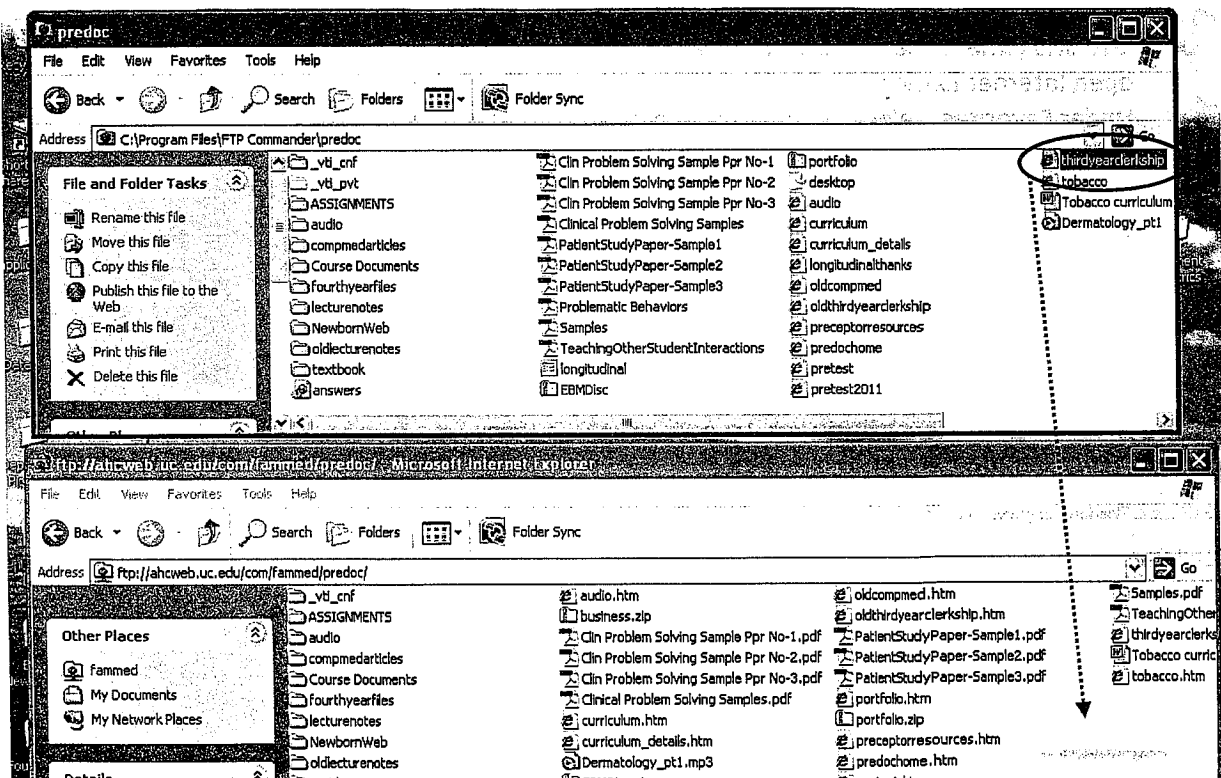 predoc
File Edit View Favorites Tools Help
Back Search Folders Folder Sync
Address C:\Program Files\FTP Commander\predoc Go
File and Folder Tasks
Rename this file
Move this file
Copy this file
Publish this file to the
Web
E-mail this file
Print this file
Delete this file
_vti_cnf
_vti_pvt
ASSIGNMENTS
audio
compmedarticles
Course Documents
fourthyearfiles
lecturenotes
NewbornWeb
oldlecturenotes
textbook
answers
Clin Problem Solving Sample Ppr No-1
Clin Problem Solving Sample Ppr No-2
Clin Problem Solving Sample Ppr No-3
Clinical Problem Solving Samples
PatientStudyPaper-Sample1
PatientStudyPaper-Sample2
PatientStudyPaper-Sample3
Problematic Behaviors
Samples
TeachingOtherStudentInteractions
longitudinal
EBMDisc
portfolio
desktop
audio
curriculum
curriculum_details
longitudinalthanks
oldcompmed
oldthirdyearclerkship
preceptorresources
predochome
pretest
pretest2011
thirdyearclerkship
tobacco
Tobacco curriculum
Dermatology_pt1
ftp://ahcweb.uc.edu/com/fammed/predoc/ - Microsoft Internet Explorer
File Edit View Favorites Tools Help
Back Search Folders Folder Sync
Address ftp://ahcweb.uc.edu/com/fammed/predoc/ Go
Other Places
fammed
My Documents
My Network Places
Details
_vti_cnf
ASSIGNMENTS
audio
compmedarticles
Course Documents
fourthyearfiles
lecturenotes
NewbornWeb
oldlecturenotes
audio.htm
business.zip
Clin Problem Solving Sample Ppr No-1.pdf
Clin Problem Solving Sample Ppr No-2.pdf
Clin Problem Solving Sample Ppr No-3.pdf
Clinical Problem Solving Samples.pdf
curriculum.htm
curriculum_details.htm
Dermatology_pt1.mp3
oldcompmed.htm
oldthirdyearclerkship.htm
PatientStudyPaper-Sample1.pdf
PatientStudyPaper-Sample2.pdf
PatientStudyPaper-Sample3.pdf
portfolio.htm
portfolio.zip
preceptorresources.htm
predochome.htm
Samples.pdf
TeachingOther
thirdyearclerks
Tobacco curric
tobacco.htm